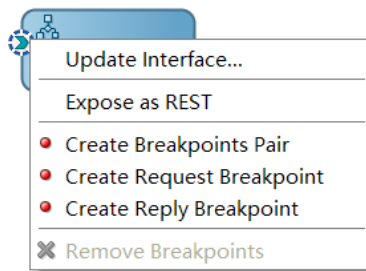 Update Interface...
Expose as REST
Create Breakpoints Pair
Create Request Breakpoint
Create Reply Breakpoint
Remove Breakpoints